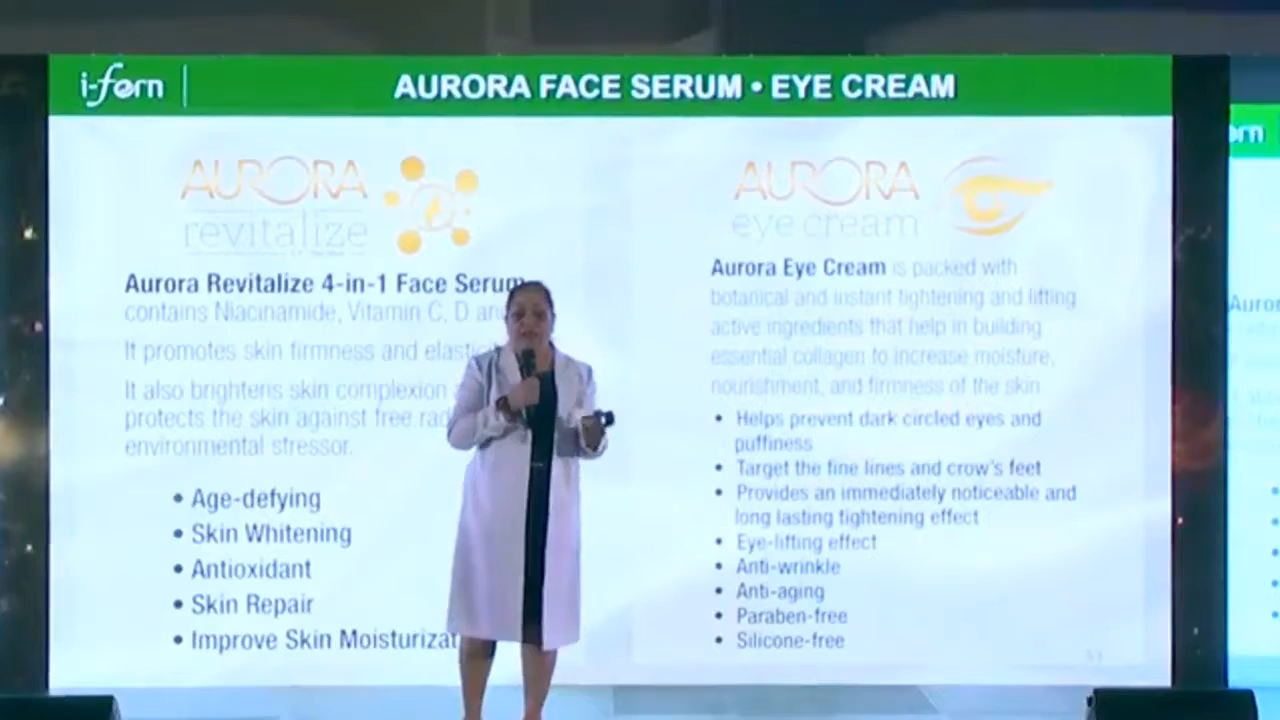 i-fern
AURORA FACE SERUM • EYE CREAM
AURORA
revitalize
Aurora Revitalize 4-in-1 Face Serum
contains Niacinamide, Vitamin C, D
It promotes skin firmness and
It also brightens skin complexion
protects the skin against free
environmental stressor.
• Age-defying
• Skin Whitening
• Antioxidant
• Skin Repair
• Improve Skin
AURORA
eye cream
Aurora Eye Cream is packed with
botanical and instant tightening and lifting
active ingredients that help in building
essential collagen to increase moisture,
nourishment, and firmness of the skin
• Helps prevent dark circled eyes and
puffiness
• Target the fine lines and crow's feet
• Provides an immediately noticeable and
long lasting tightening effect
• Eye-lifting effect
• Anti-wrinkle
• Anti-aging
• Paraben-free
• Silicone-free